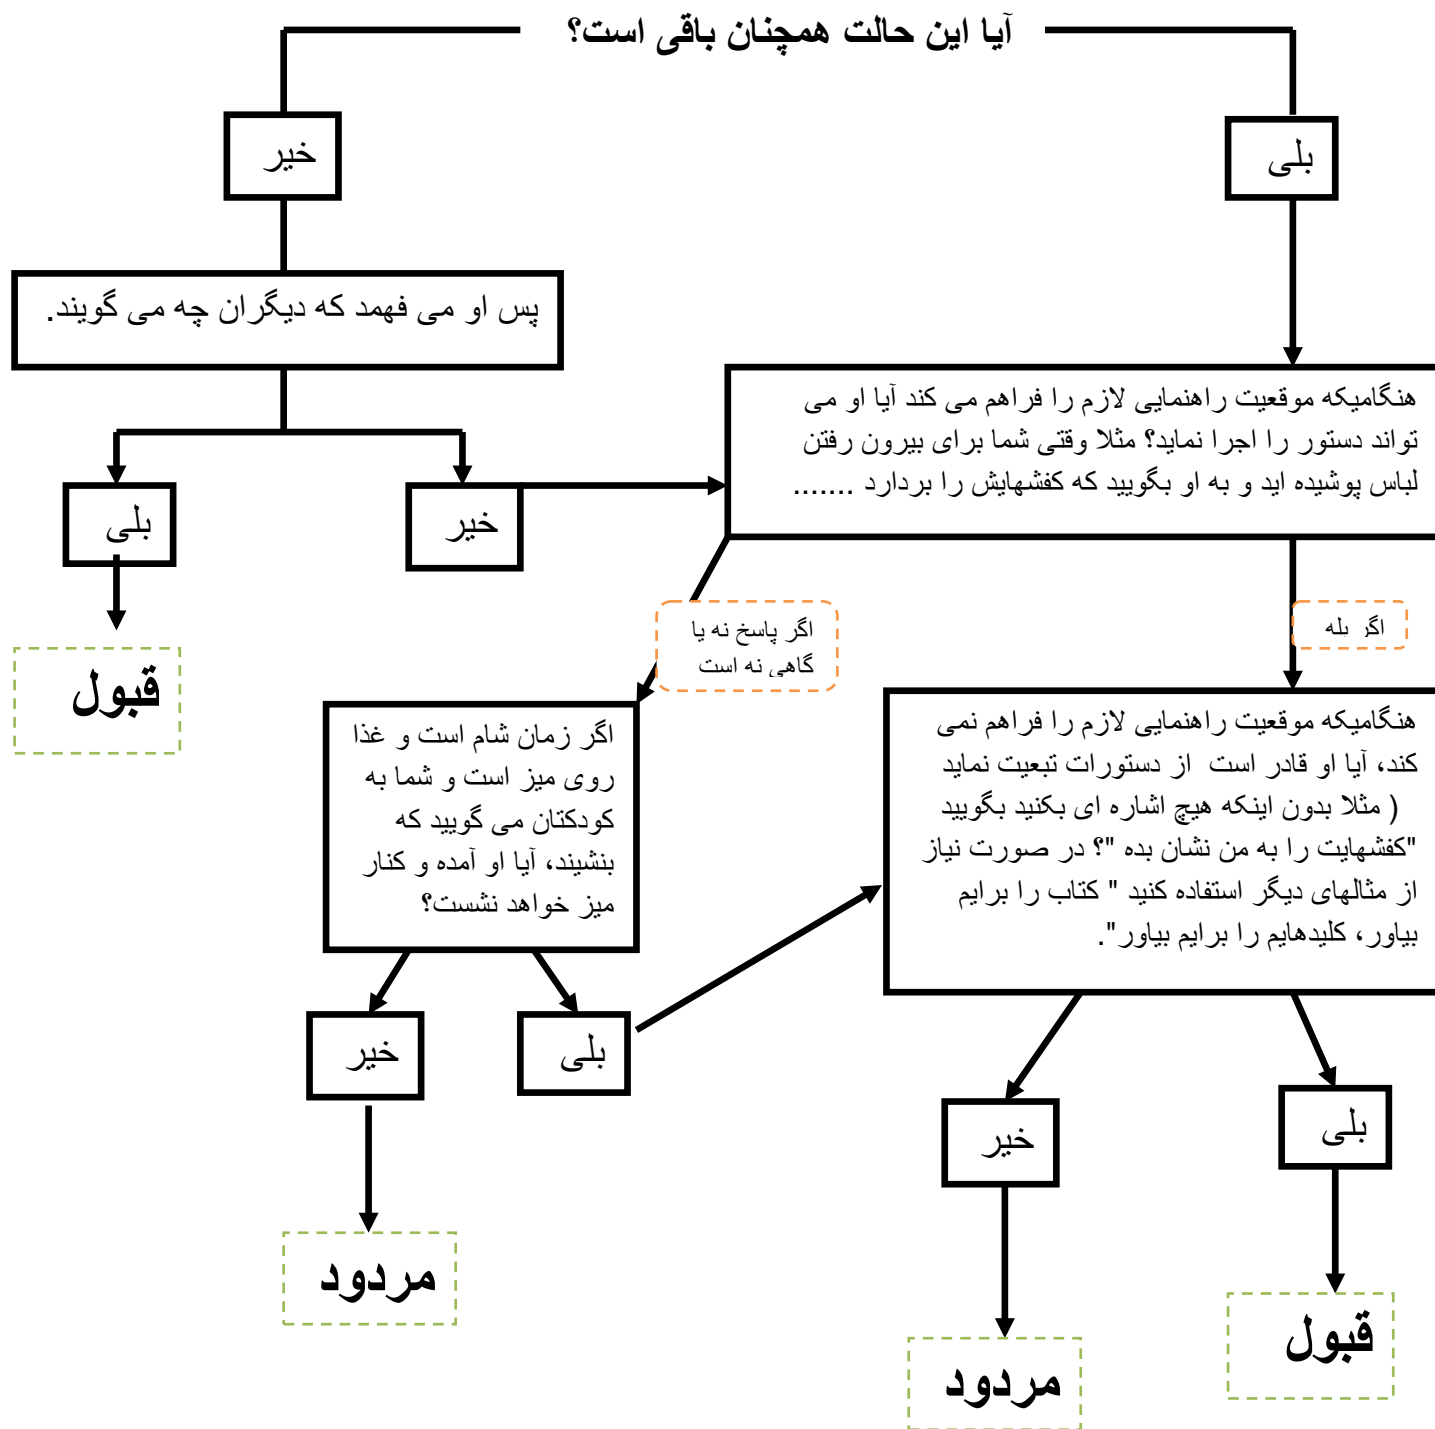 آیا این حالت همچنان باقی است؟
بلی
خیر
پس او می فهمد که دیگران چه می گویند.
هنگامیکه موقعیت راهنمایی لازم را فراهم می کند آیا او می
تواند دستور را اجرا نماید؟ مثلا وقتی شما برای بیرون رفتن
لباس پوشیده اید و به او بگویید که کفشهایش را بردارد .......
خیر
بلی
قبول
اگر بله
اگر پاسخ نه یا
گاهی نه است
هنگامیکه موقعیت راهنمایی لازم را فراهم نمی
کند، آیا او قادر است از دستورات تبعیت نماید
( مثلا بدون اینکه هیچ اشاره ای بکنید بگویید
"کفشهایت را به من نشان بده "؟ در صورت نیاز
از مثالهای دیگر استفاده کنید " کتاب را برایم
بیاور، کلیدهایم را برایم بیاور".
اگر زمان شام است و غذا
روی میز است و شما به
کودکتان می گویید که
بنشیند، آیا او آمده و کنار
میز خواهد نشست؟
بلی
خیر
بلی
خیر
مردود
قبول
مردود